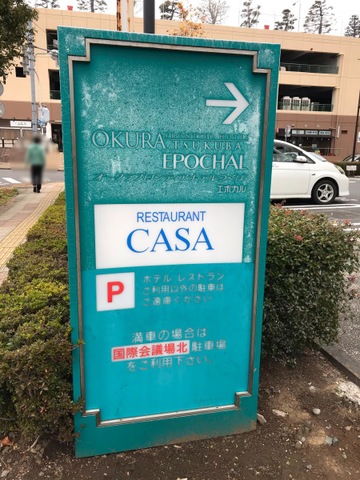 OKURA
TSUKUBA
EPOCHAL
エポカル
RESTAURANT
CASA
P
ホテル レストラン
ご利用以外の駐車は
ご遠慮ください
満車の場合は
国際会議場北駐車場
をご利用下さい。